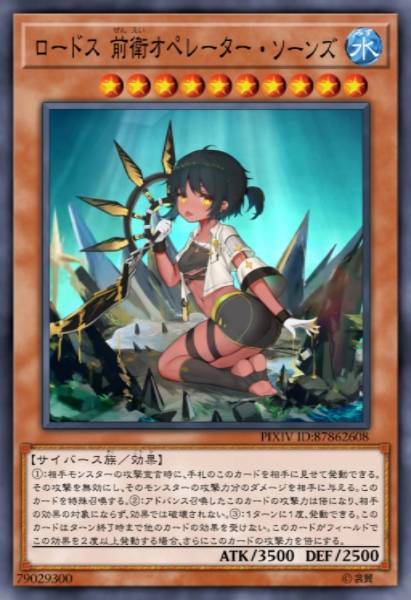 ロードス 前衛オペレーター・ソーンズ
ぜんえい
みず
水
PIXIV ID:87862608
【サイバース族/効果】
①:相手モンスターの攻撃宣言時に、手札のこのカードを相手に見せて発動できる。
その攻撃を無効にし、そのモンスターの攻撃力分のダメージを相手に与える。この
カードを特殊召喚する。②:アドバンス召喚したこのカードの攻撃力は倍になり、相手
の効果の対象にならず、効果では破壊されない。③:1ターンに1度、発動できる。この
カードはターン終了時まで他のカードの効果を受けない。このカードがフィールドで
この効果を2度以上発動する場合、さらにこのカードの攻撃力を倍にする。
ATK/3500 DEF/2500
79029300